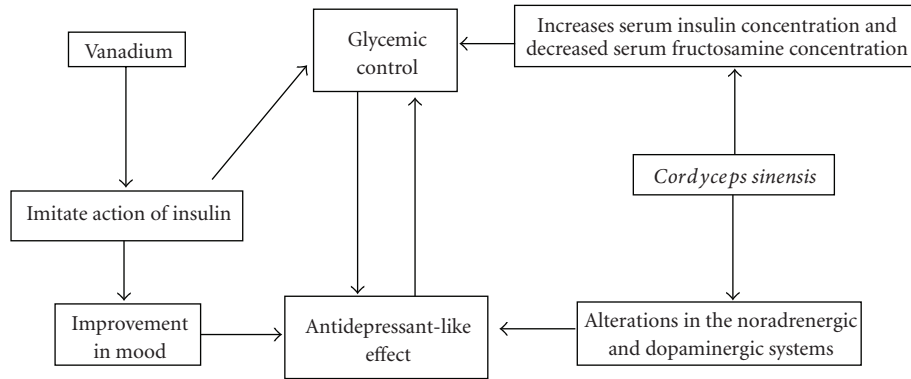 Vanadium
Glycemic
control
Increases serum insulin concentration and
decreased serum fructosamine concentration
Imitate action of insulin
Cordyceps sinensis
Improvement
in mood
Antidepressant-like
effect
Alterations in the noradrenergic
and dopaminergic systems